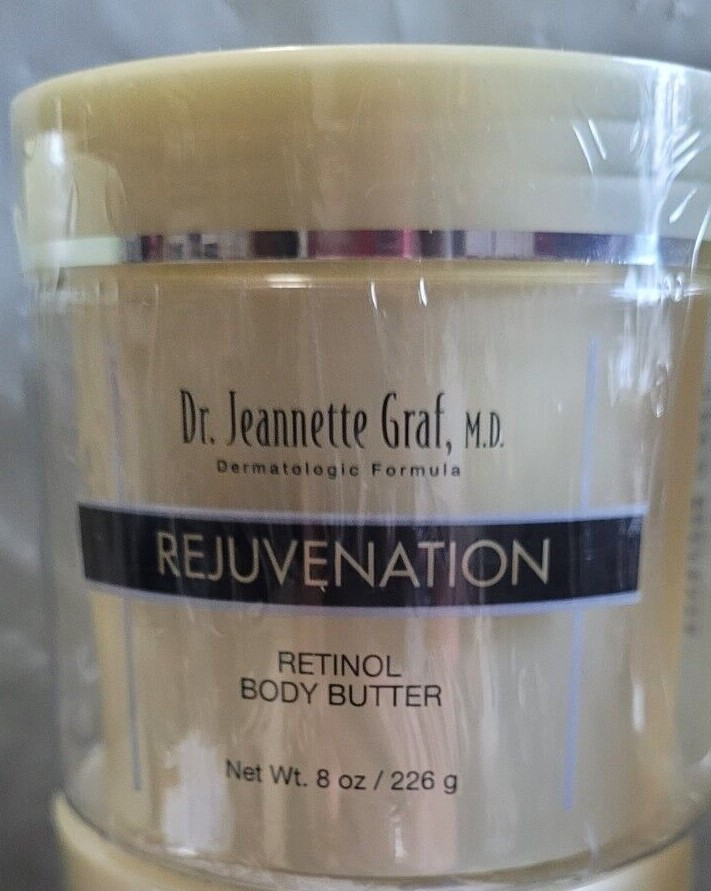 Dr. Jeannette Graf, M.D.
Dermatologic Formula
REJUVENATION
RETINOL
BODY BUTTER
Net Wt. 8 oz / 226 g